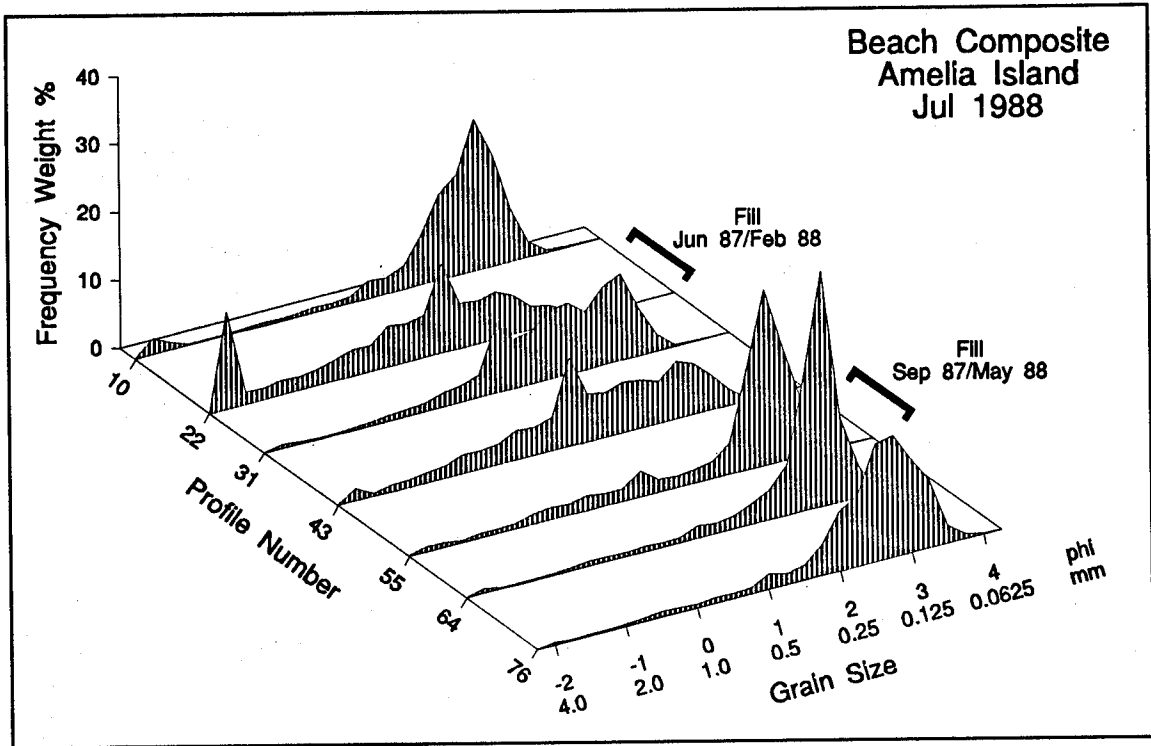 Beach Composite
Amelia Island
Jul 1988
Frequency Weight %
40
30
20
10
0
Fill
Jun 87/Feb 88
Fill
Sep 87/May 88
10
22
31
43
55
64
76
Profile Number
-2 -1 0 1 2 3 4 phi
4.0 2.0 1.0 0.5 0.25 0.125 0.0625 mm
Grain Size